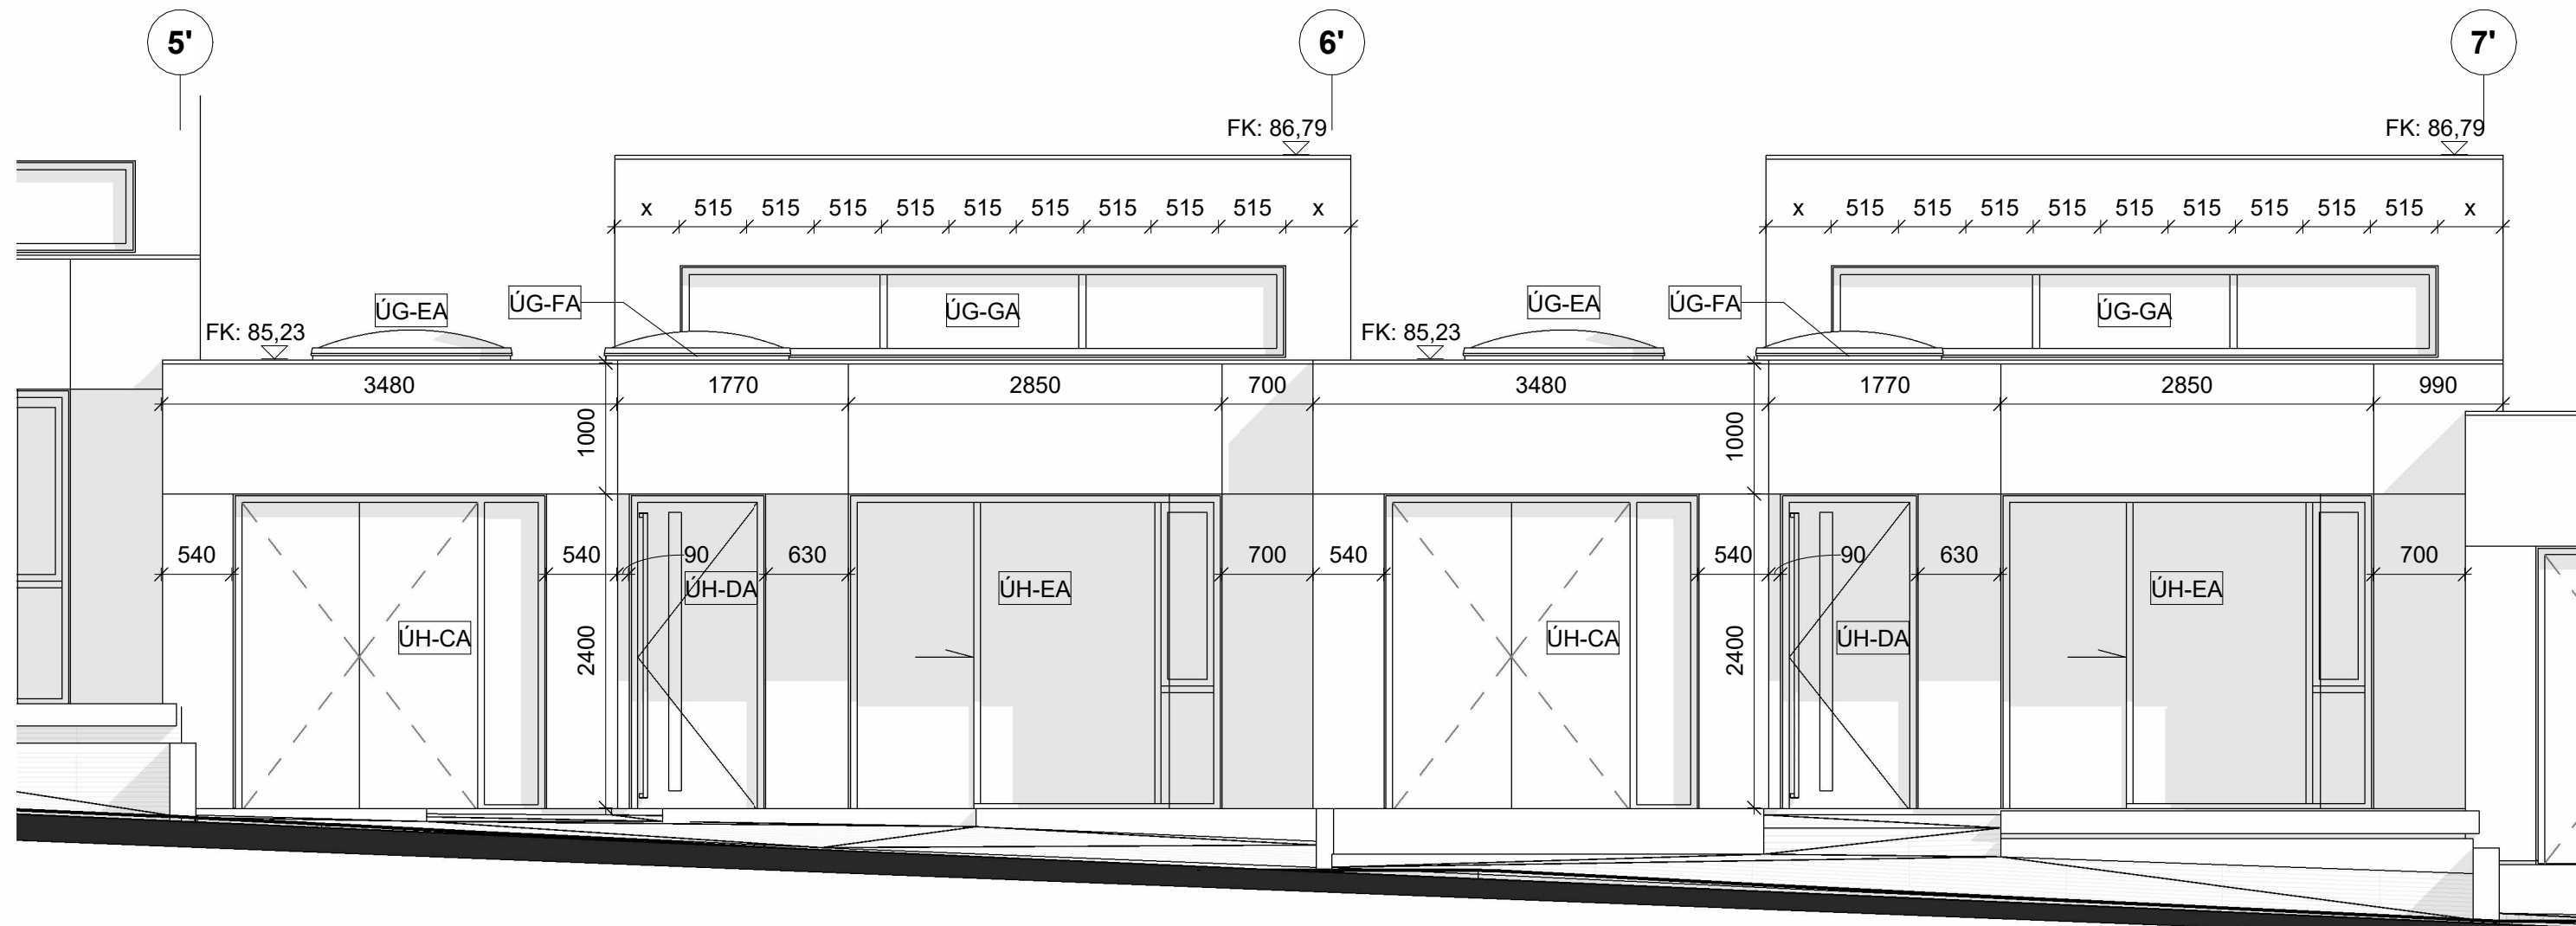 5' 6' 7'
FK: 86,79 FK: 86,79
x 515 515 515 515 515 515 515 515 515 x x 515 515 515 515 515 515 515 515 515 x
ÚG-EA ÚG-FA ÚG-GA ÚG-EA ÚG-FA ÚG-GA
FK: 85,23 FK: 85,23
3480 1770 2850 700 3480 1770 2850 990
1000 1000
540 540 90 630 700 540 540 90 630 700
ÚH-DA ÚH-EA ÚH-EA
ÚH-CA 2400 ÚH-CA 2400 ÚH-DA